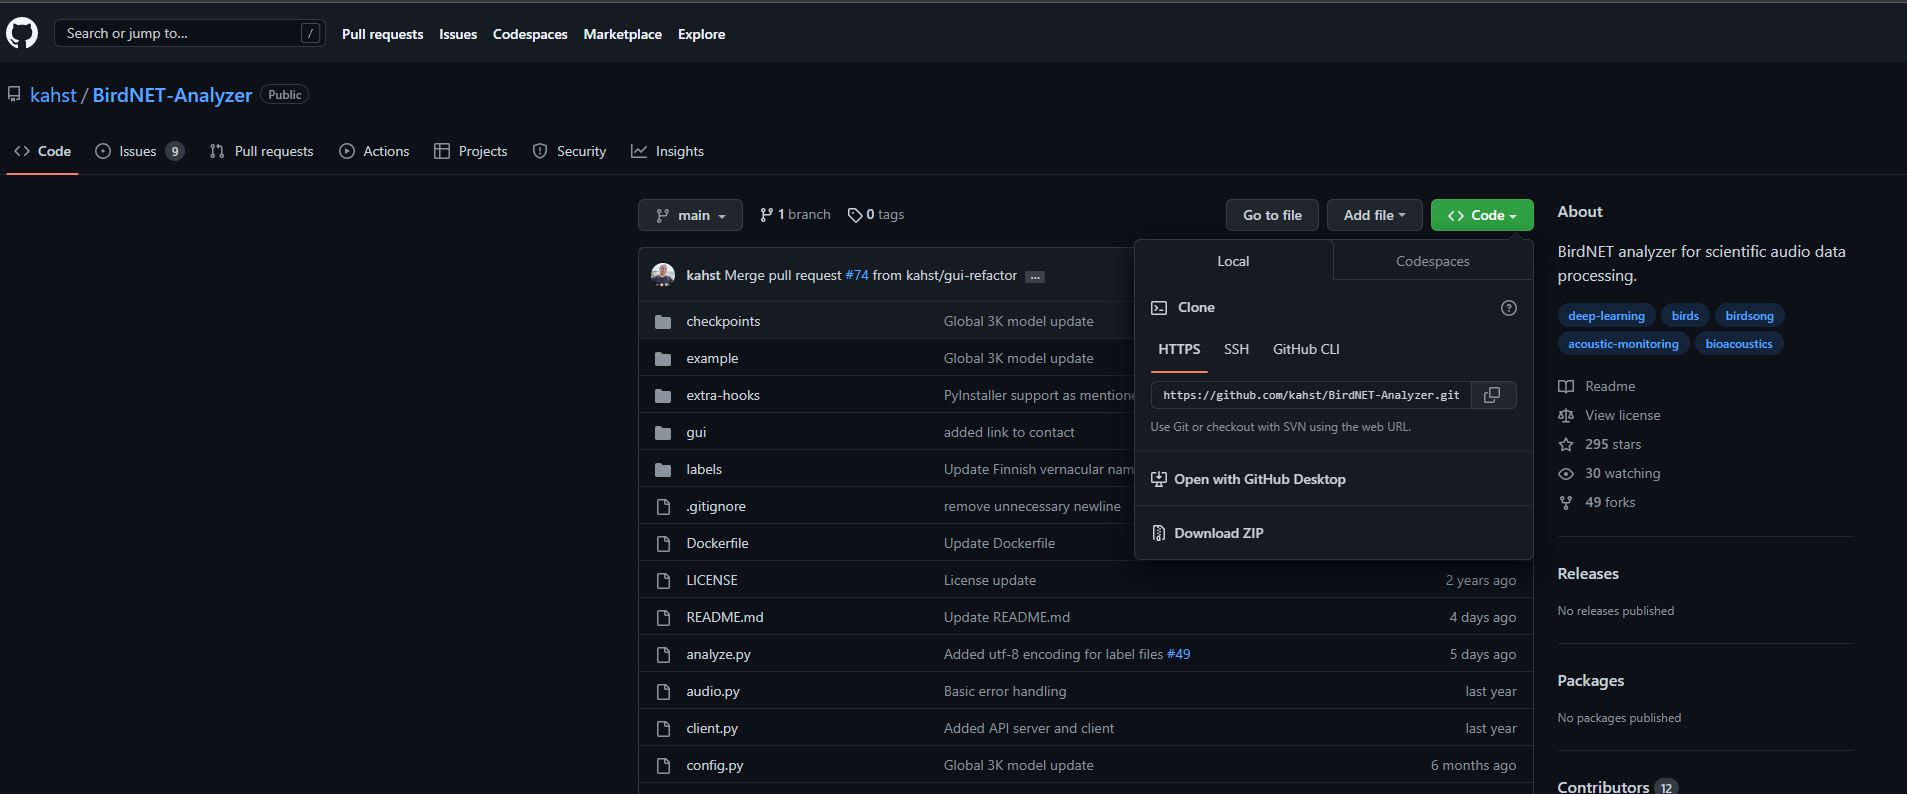 Search or jump to... /
Pull requests Issues Codespaces Marketplace Explore
kahst / BirdNET-Analyzer Public
Code Issues 9 Pull requests Actions Projects Security Insights
main 1 branch 0 tags
Go to file Add file Code
kahst Merge pull request #74 from kahst/gui-refactor ...
checkpoints Global 3K model update
example Global 3K model update
extra-hooks PyInstaller support as mentione
gui added link to contact
labels Update Finnish vernacular nam
.gitignore remove unnecessary newline
Dockerfile Update Dockerfile
LICENSE License update 2 years ago
README.md Update README.md 4 days ago
analyze.py Added utf-8 encoding for label files #49 5 days ago
audio.py Basic error handling last year
client.py Added API server and client last year
config.py Global 3K model update 6 months ago
Local Codespaces
Clone
HTTPS SSH GitHub CLI
https://github.com/kahst/BirdNET-Analyzer.git
Use Git or checkout with SVN using the web URL.
Open with GitHub Desktop
Download ZIP
About
BirdNET analyzer for scientific audio data
processing.
deep-learning birds birdsong
acoustic-monitoring bioacoustics
Readme
View license
295 stars
30 watching
49 forks
Releases
No releases published
Packages
No packages published
Contributors 12